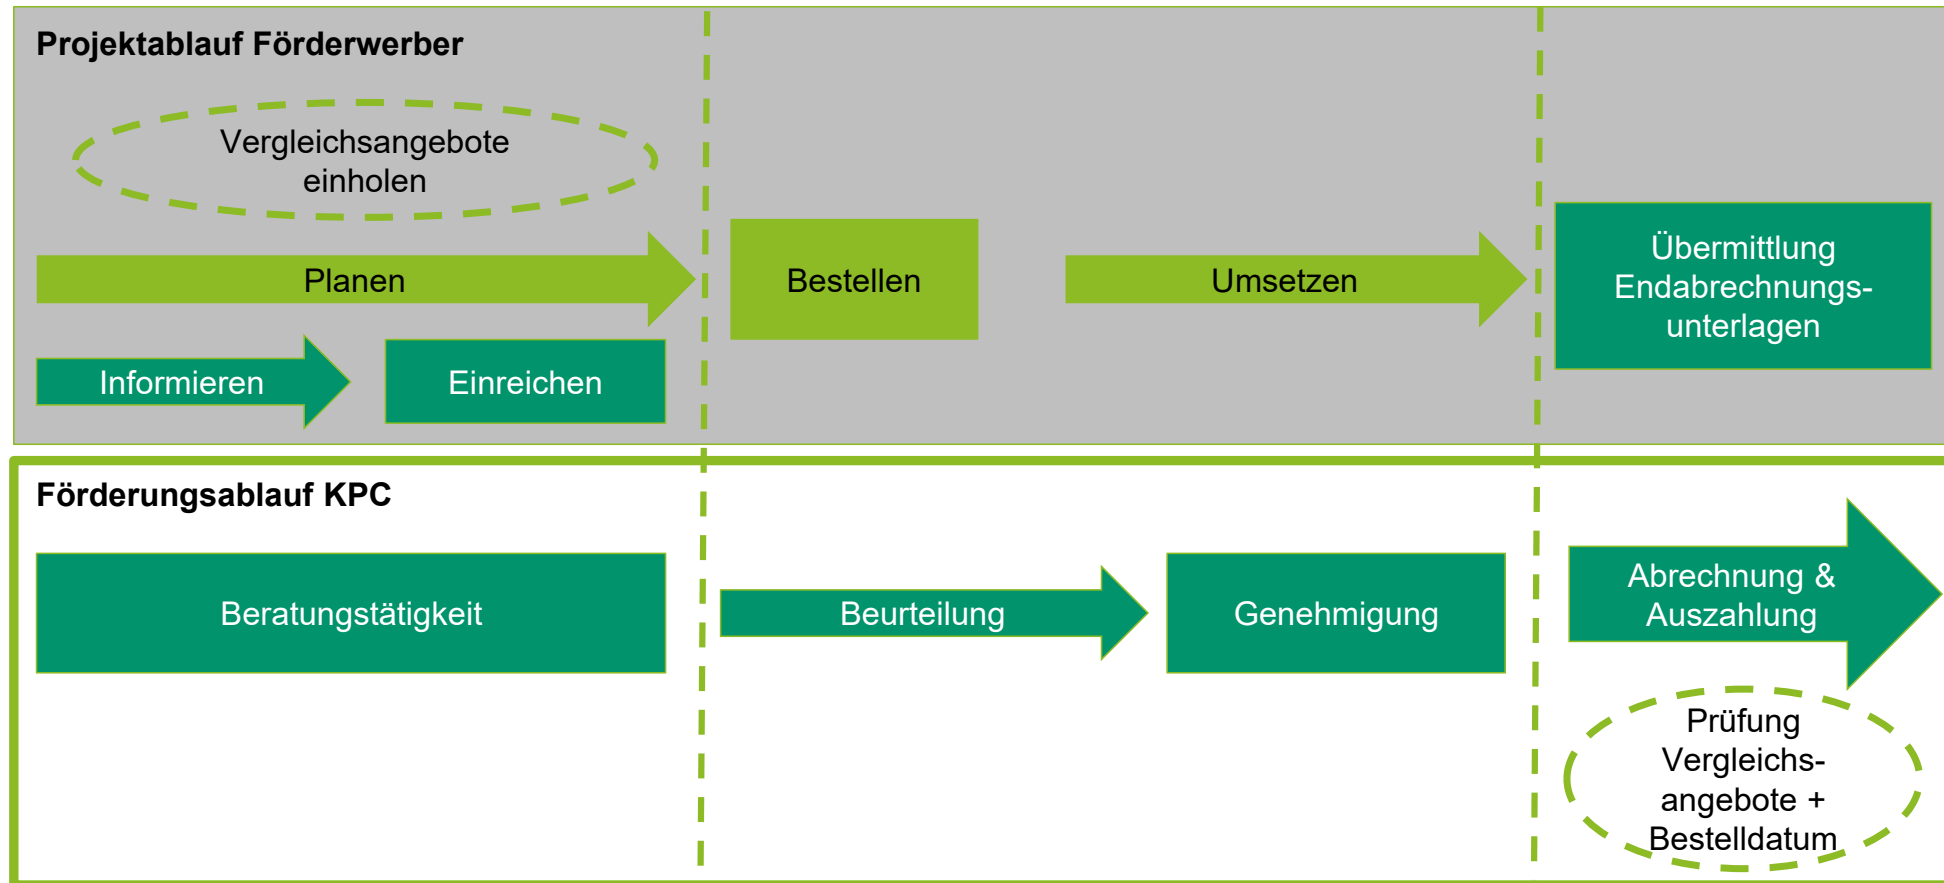 Projektablauf Förderwerber
Vergleichsangebote
einholen
Planen
Bestellen
Umsetzen
Übermittlung
Endabrechnungs-
unterlagen
Informieren
Einreichen
Förderungsablauf KPC
Beratungstätigkeit
Beurteilung
Genehmigung
Abrechnung &
Auszahlung
Prüfung
Vergleichs-
angebote +
Bestelldatum